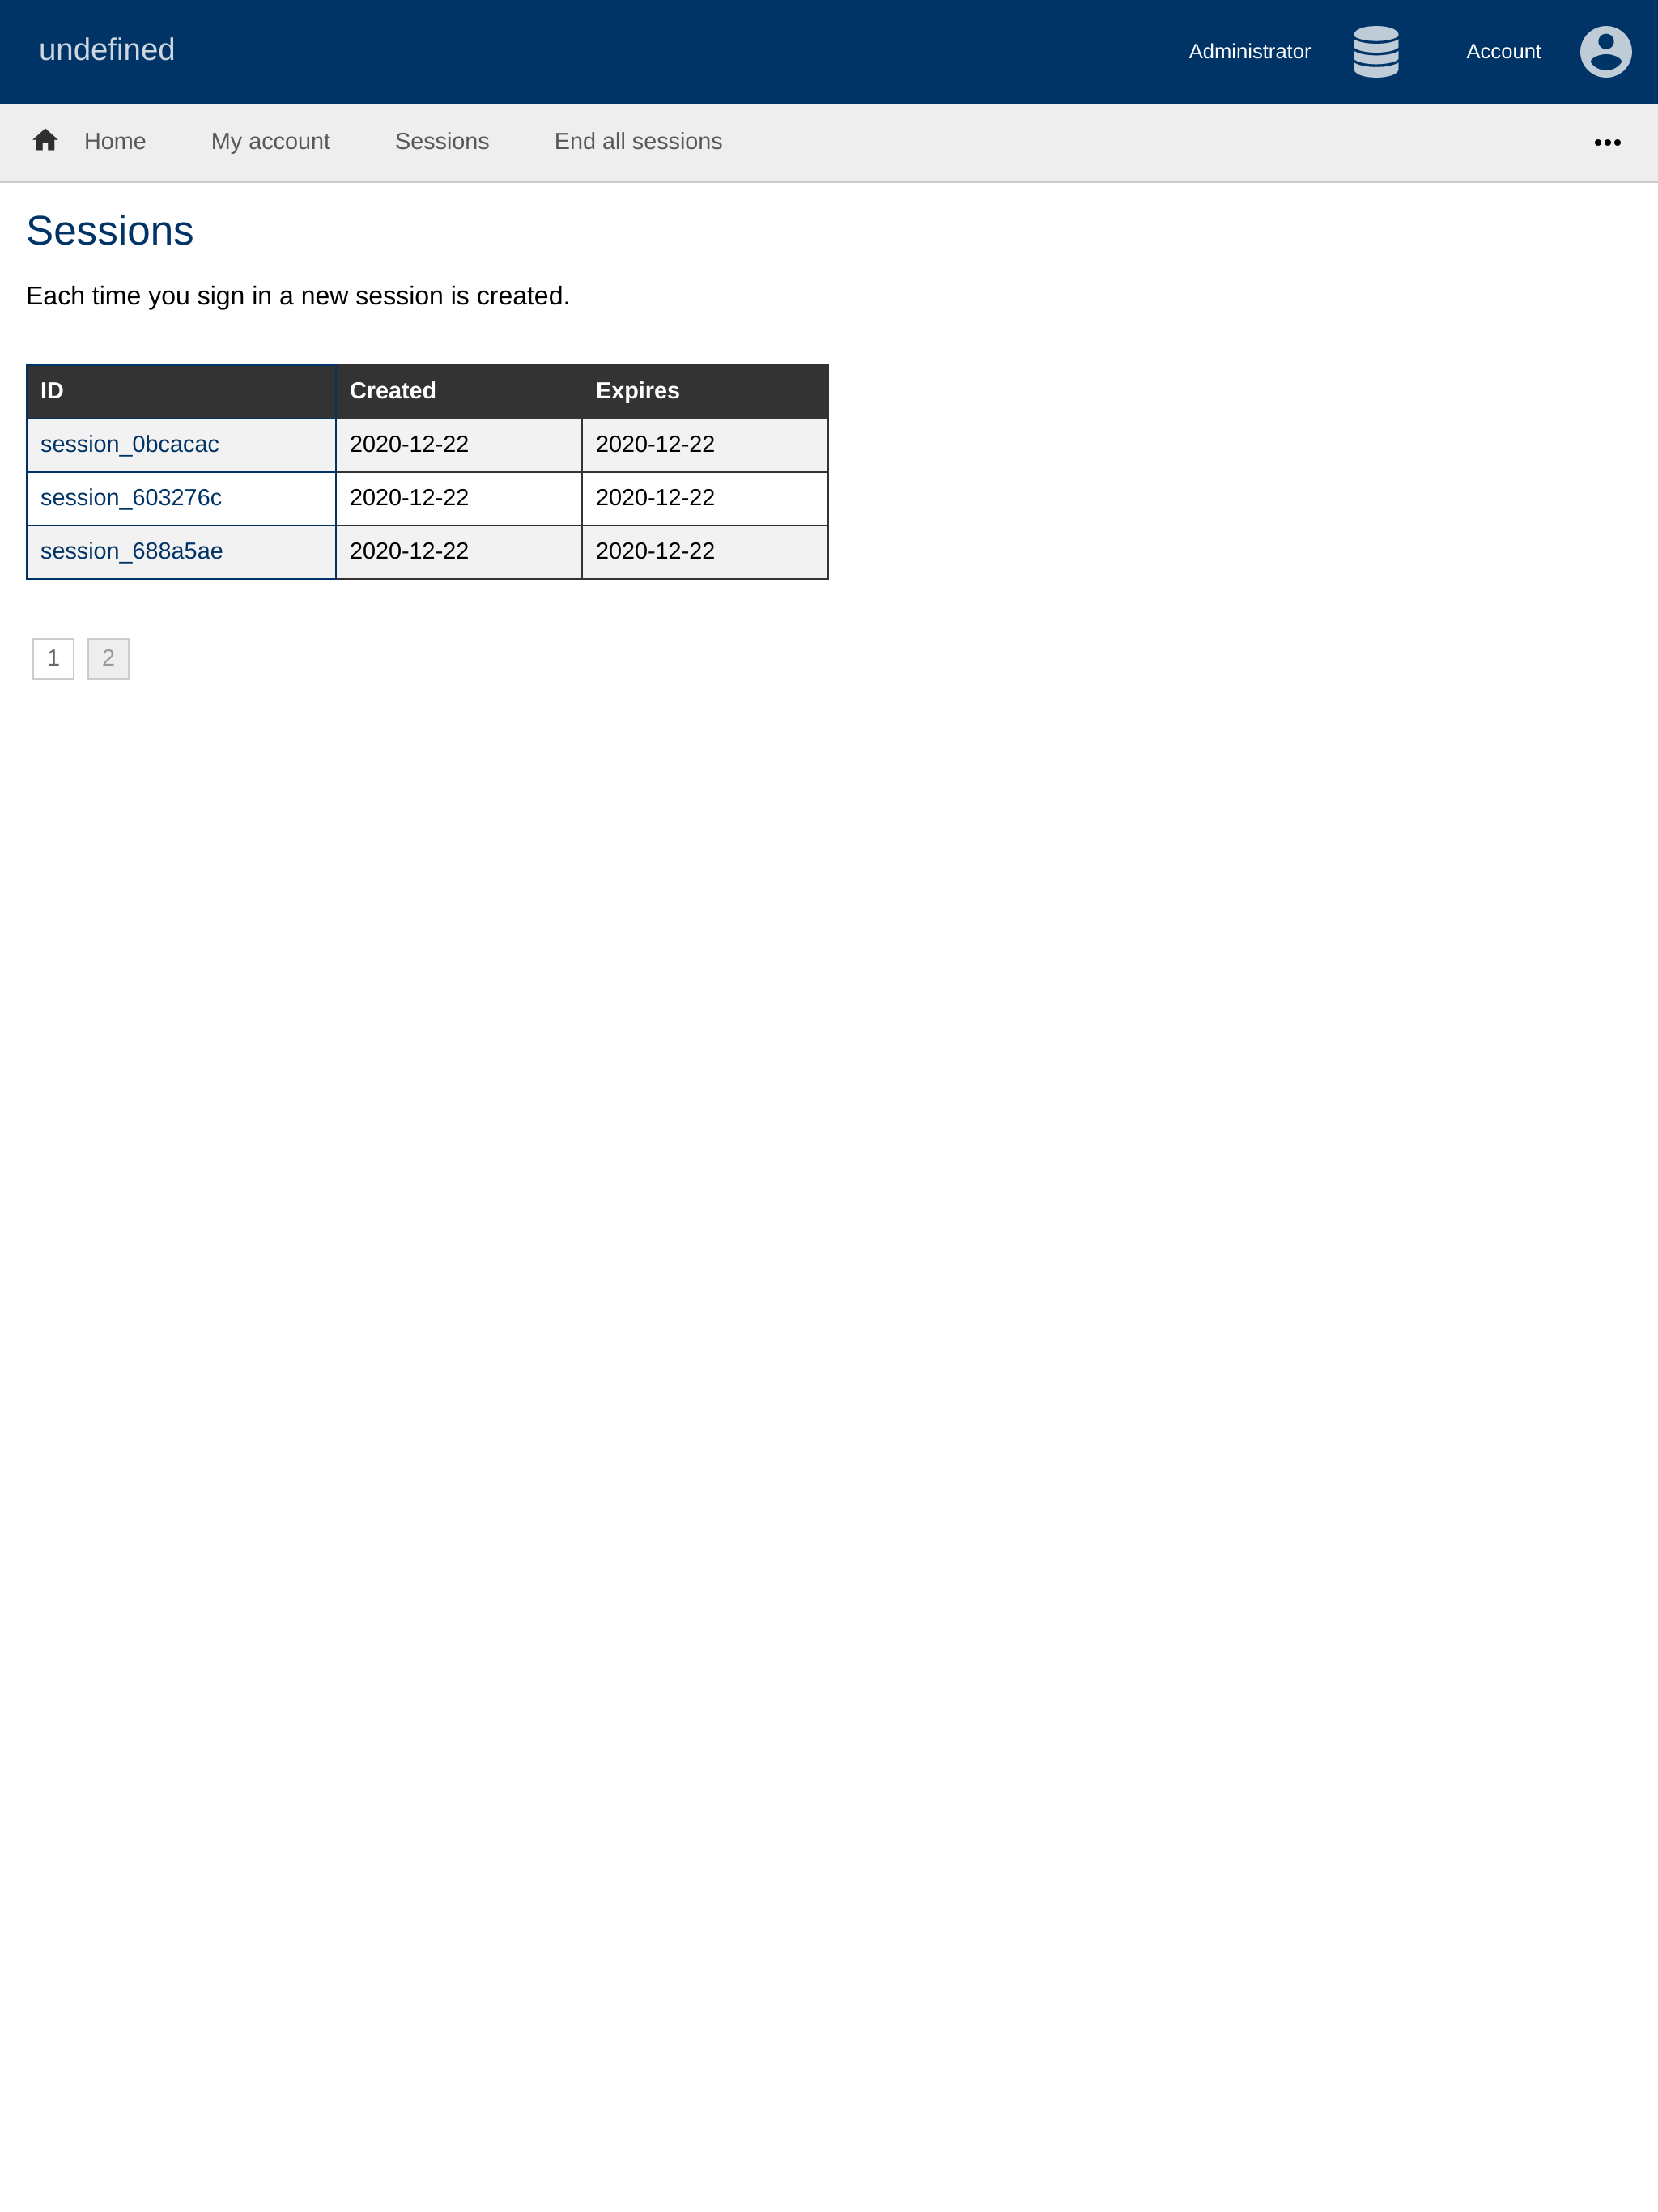 undefined
Administrator
Account
Home
My account
Sessions
End all sessions
Sessions
Each time you sign in a new session is created.
ID Created Expires
session_0bcacac 2020-12-22 2020-12-22
session_603276c 2020-12-22 2020-12-22
session_688a5ae 2020-12-22 2020-12-22
1 2